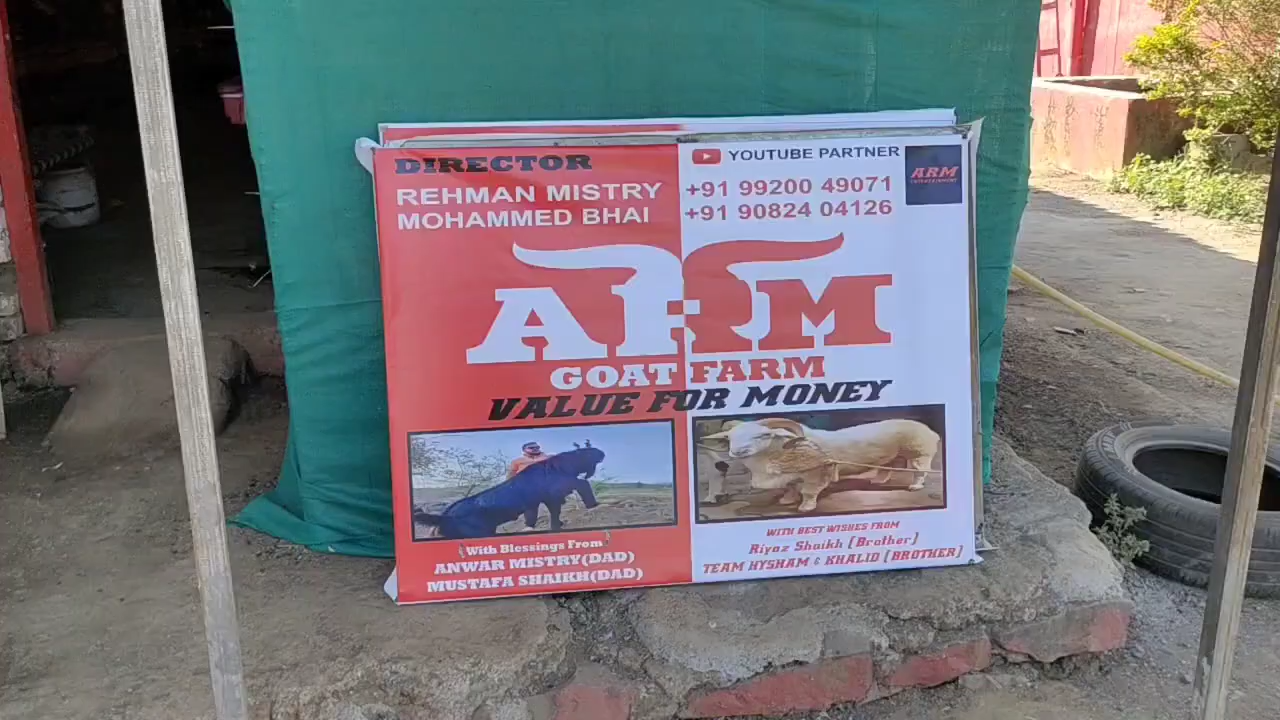 DIRECTOR
REHMAN MISTRY
MOHAMMED BHAI
YOUTUBE PARTNER
+91 99200 49071
+91 90824 04126
ARM
ENTERTAINMENT
ARM
GOAT FARM
VALUE FOR MONEY
With Blessings From
ANWAR MISTRY(DAD)
MUSTAFA SHAIKH(DAD)
WITH BEST WISHES FROM
Riyaz Shaikh (Brother)
TEAM HYSHAM & KHALID (BROTHER)